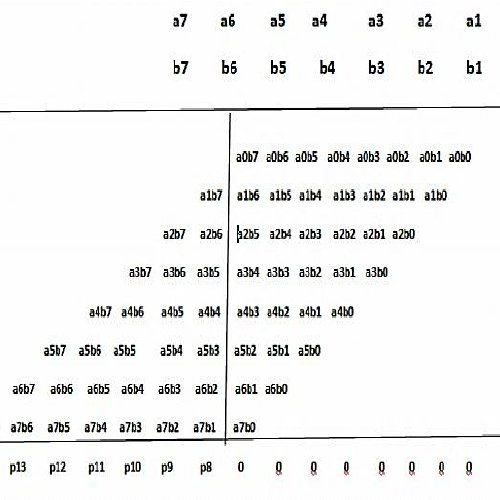 a7 a6 a5 a4 a3 a2 a1
b7 b6 b5 b4 b3 b2 b1
a0b7 a0b6 a0b5 a0b4 a0b3 a0b2 a0b1 a0b0
a1b7 a1b6 a1b5 a1b4 a1b3 a1b2 a1b1 a1b0
a2b7 a2b6 a2b5 a2b4 a2b3 a2b2 a2b1 a2b0
a3b7 a3b6 a3b5 a3b4 a3b3 a3b2 a3b1 a3b0
a4b7 a4b6 a4b5 a4b4 a4b3 a4b2 a4b1 a4b0
a5b7 a5b6 a5b5 a5b4 a5b3 a5b2 a5b1 a5b0
a6b7 a6b6 a6b5 a6b4 a6b3 a6b2 a6b1 a6b0
a7b6 a7b5 a7b4 a7b3 a7b2 a7b1 a7b0
p13 p12 p11 p10 p9 p8 0 0 0 0 0 0 0 0